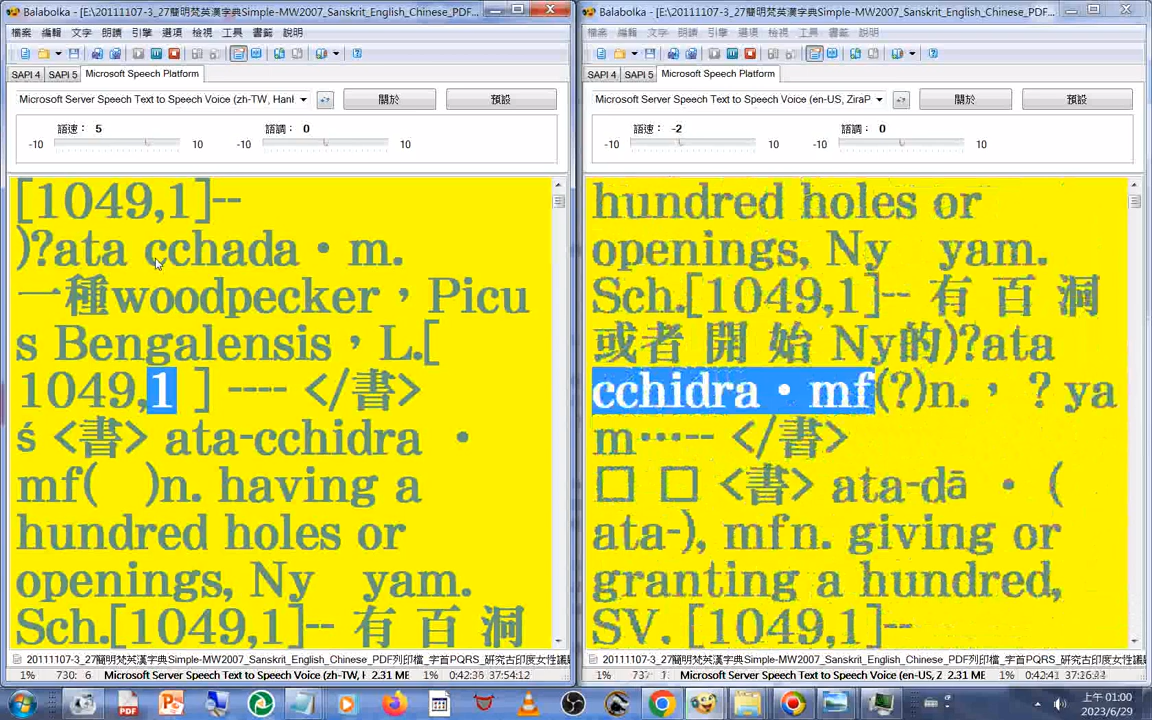 Balabolka - [E:\20111107-3_27簡明梵英漢字典Simple-MW2007_Sanskrit_English_Chinese_PDF...
檔案 編輯 文字 朗讀 引擎 選項 檢視 工具 書籤 說明
SAPI 4 SAPI 5 Microsoft Speech Platform
Microsoft Server Speech Text to Speech Voice (zh-TW, Hanl
關於 預設
語速: 5 語調: 0
-10 10 -10 10
[1049,1]--
)?ata cchada・m.
一種woodpecker,Picu
s Bengalensis,L.[
1049,1 ] ---- </書>
ś <書> ata-cchidra ・
mf( )n. having a
hundred holes or
openings, Ny yam.
Sch.[1049,1]-- 有 百 洞
20111107-3_27簡明梵英漢字典Simple-MW2007_Sanskrit_English_Chinese_PDF列印檔_字首PQRS_研究古印度女性議
1% 730: 6 Microsoft Server Speech Text to Speech Voice (zh-TW, H 2.31 ME 1% 0:42:36 37:54:12
Balabolka - [E:\20111107-3_27簡明梵英漢字典Simple-MW2007_Sanskrit_English_Chinese_PDF...
檔案 編輯 文字 朗讀 引擎 選項 檢視 工具 書籤 說明
SAPI 4 SAPI 5 Microsoft Speech Platform
Microsoft Server Speech Text to Speech Voice (en-US, ZiraP
關於 預設
語速: -2 語調: 0
-10 10 -10 10
hundred holes or
openings, Ny yam.
Sch.[1049,1]-- 有 百 洞
或者 開 始 Ny的)?ata
cchidra・mf(?)n.,? ya
m…-- </書>
□ □ <書> ata-dā ・ (
ata-), mfn. giving or
granting a hundred,
SV. [1049,1]--
20111107-3_27簡明梵英漢字典Simple-MW2007_Sanskrit_English_Chinese_PDF列印檔_字首PQRS_研究古印度女性議
1% Microsoft Server Speech Text to Speech Voice (en-US, Z 2.31 ME 1% 0:42:41
上午 01:00
2023/6/29